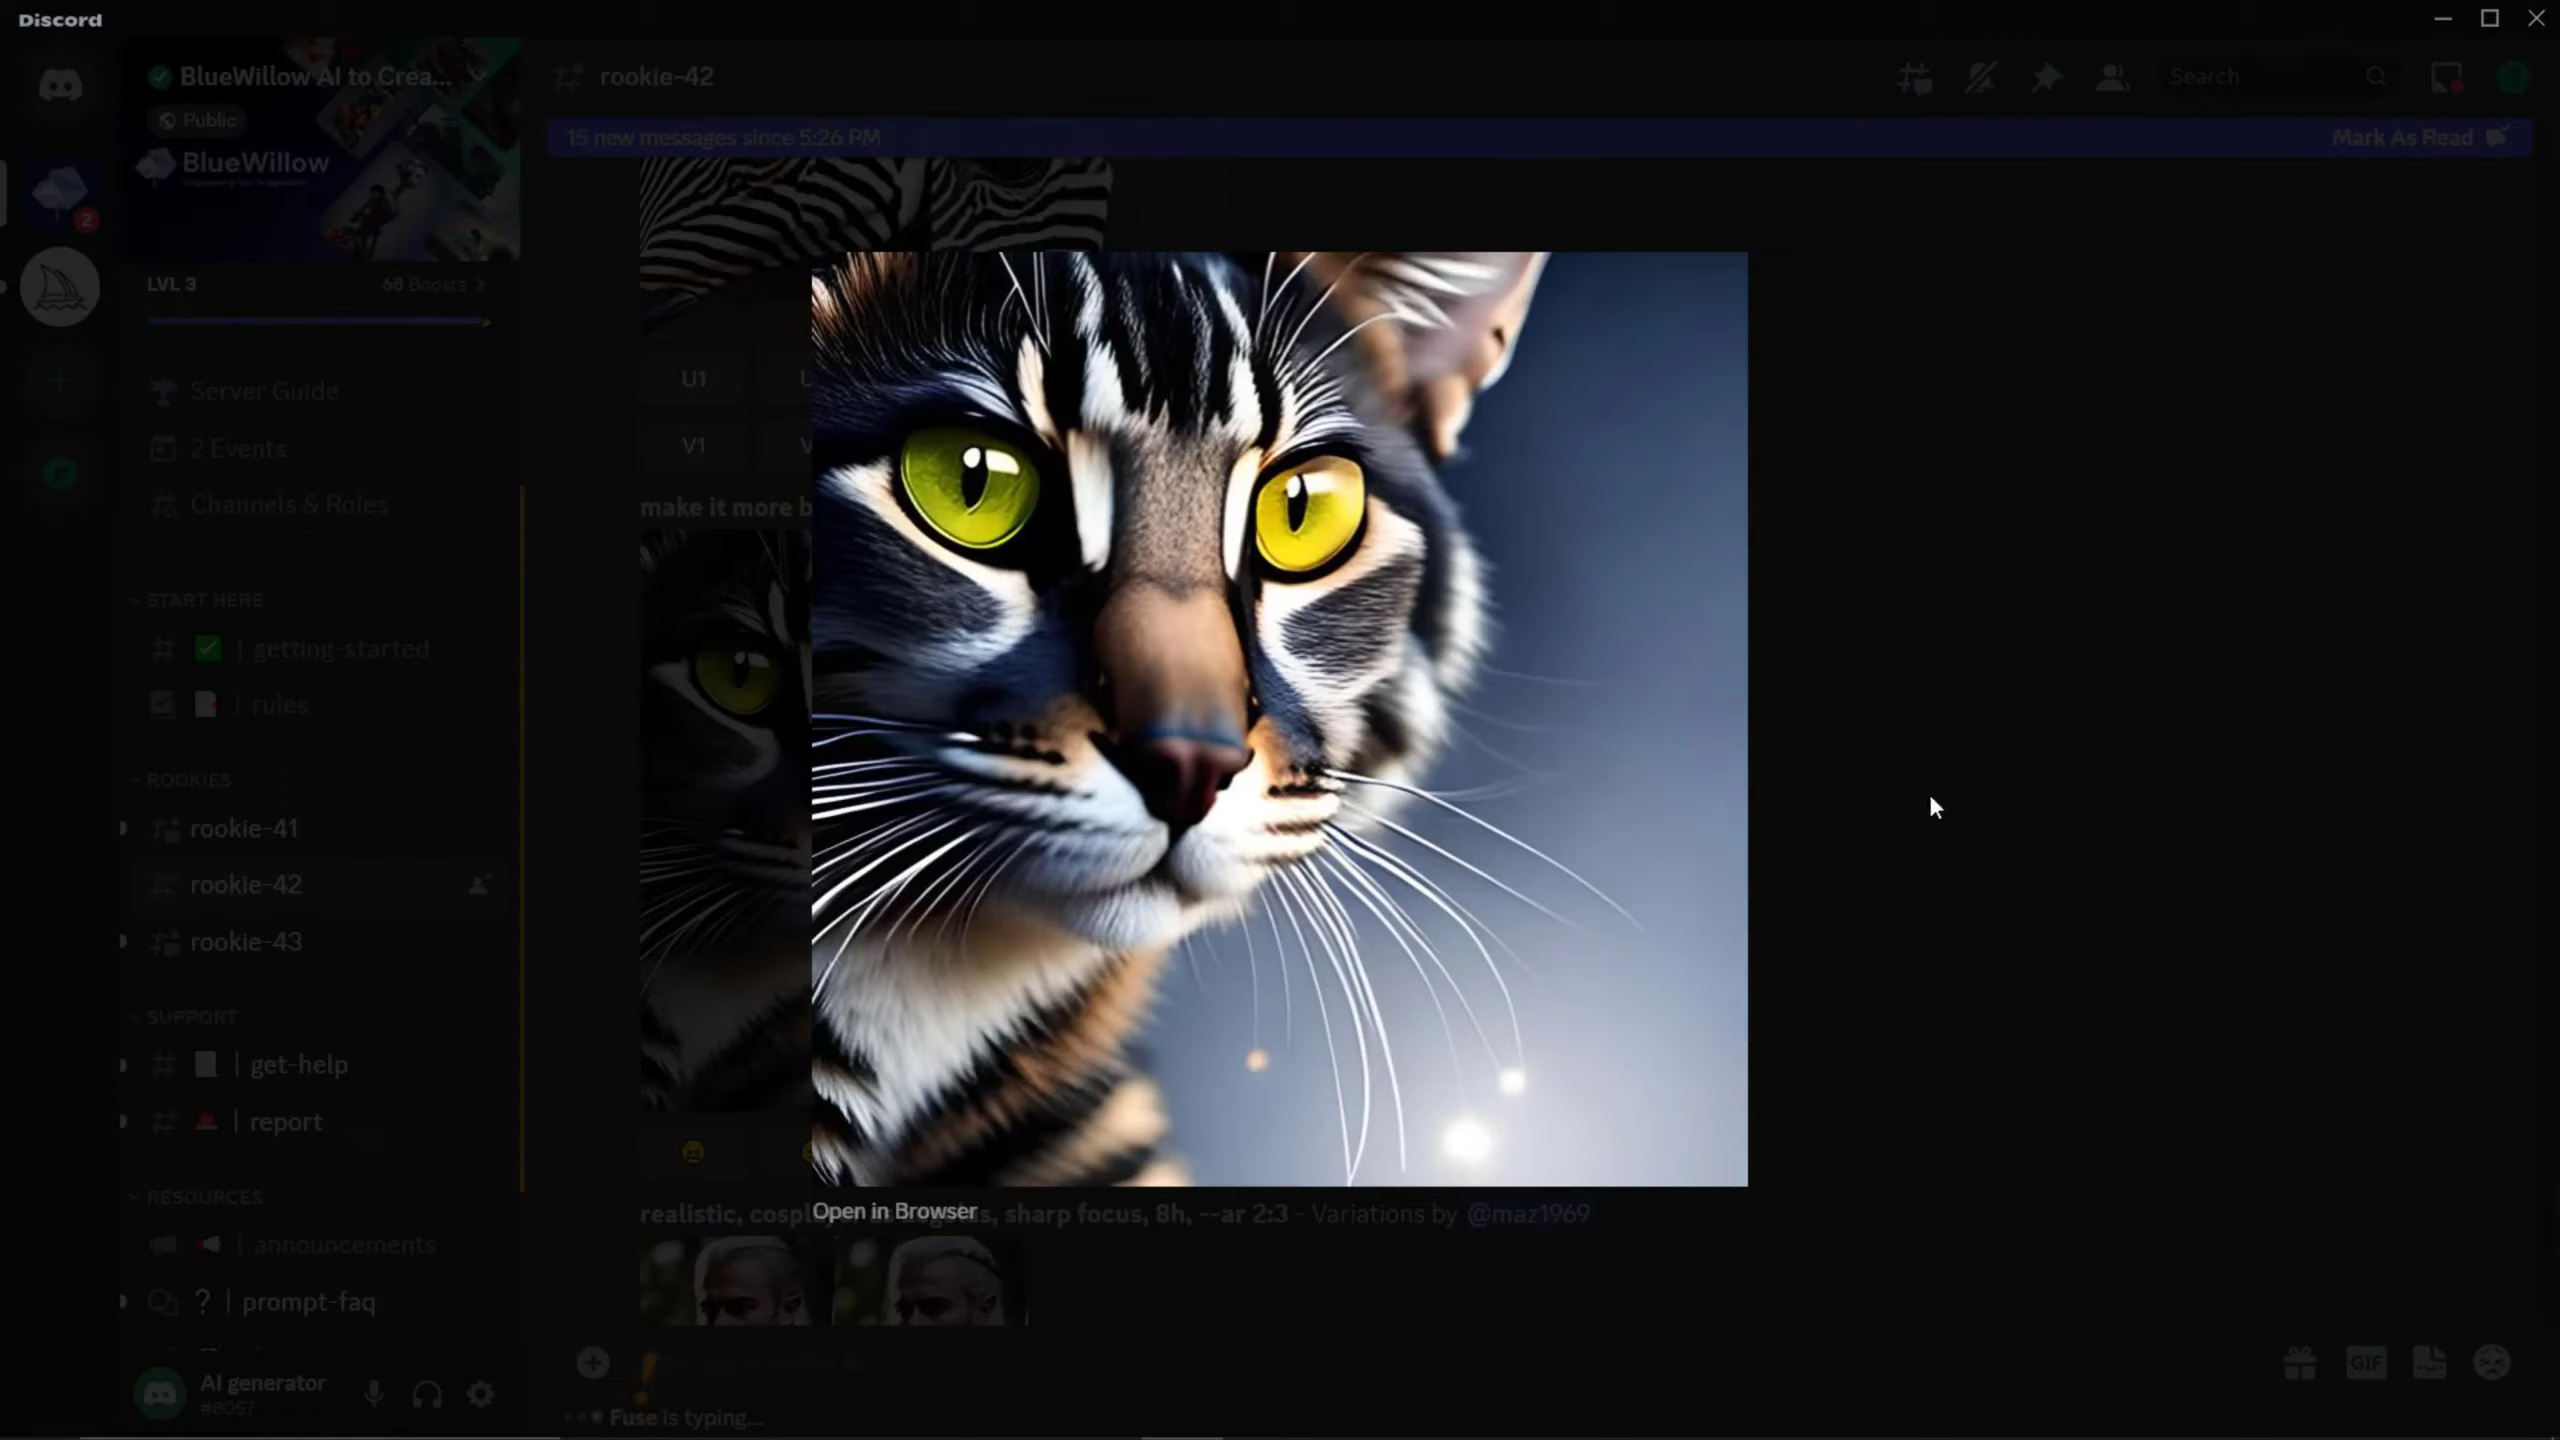 Discord
BlueWillow AI to Crea...
Public
BlueWillow
2
LVL 3
68 Boosts
Server Guide
2 Events
Channels & Roles
START HERE
| getting-started
| rules
ROOKIES
rookie-41
rookie-42
rookie-43
SUPPORT
| get-help
| report
RESOURCES
| announcements
? | prompt-faq
AI generator
#8057
rookie-42
Search
15 new messages since 5:26 PM
Mark As Read
U1
V1
make it more b
Open in Browser
realistic, sharp focus, 8h, --ar 2:3 - Variations by @maz1969
GIF
Fuse is typing...